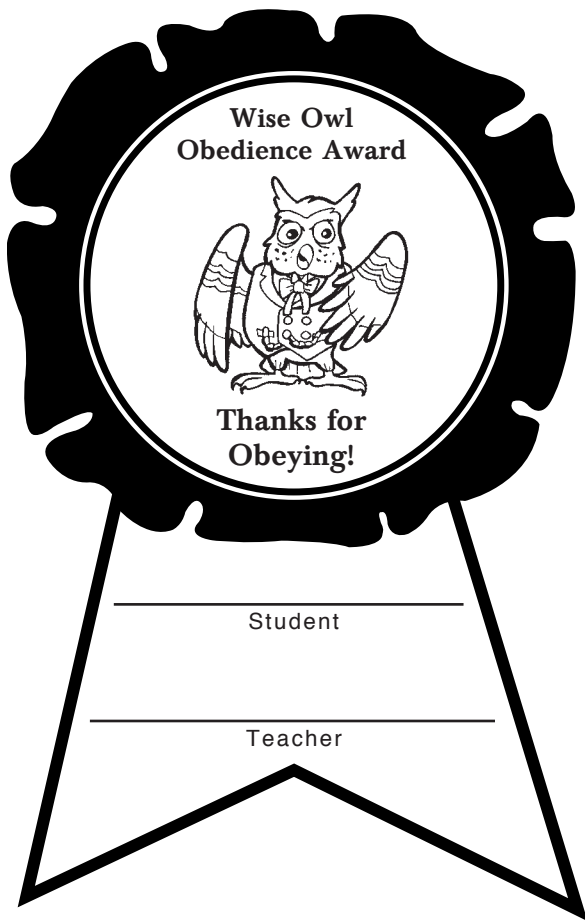 Wise Owl
Obedience Award
Thanks for
Obeying!
Student
Teacher